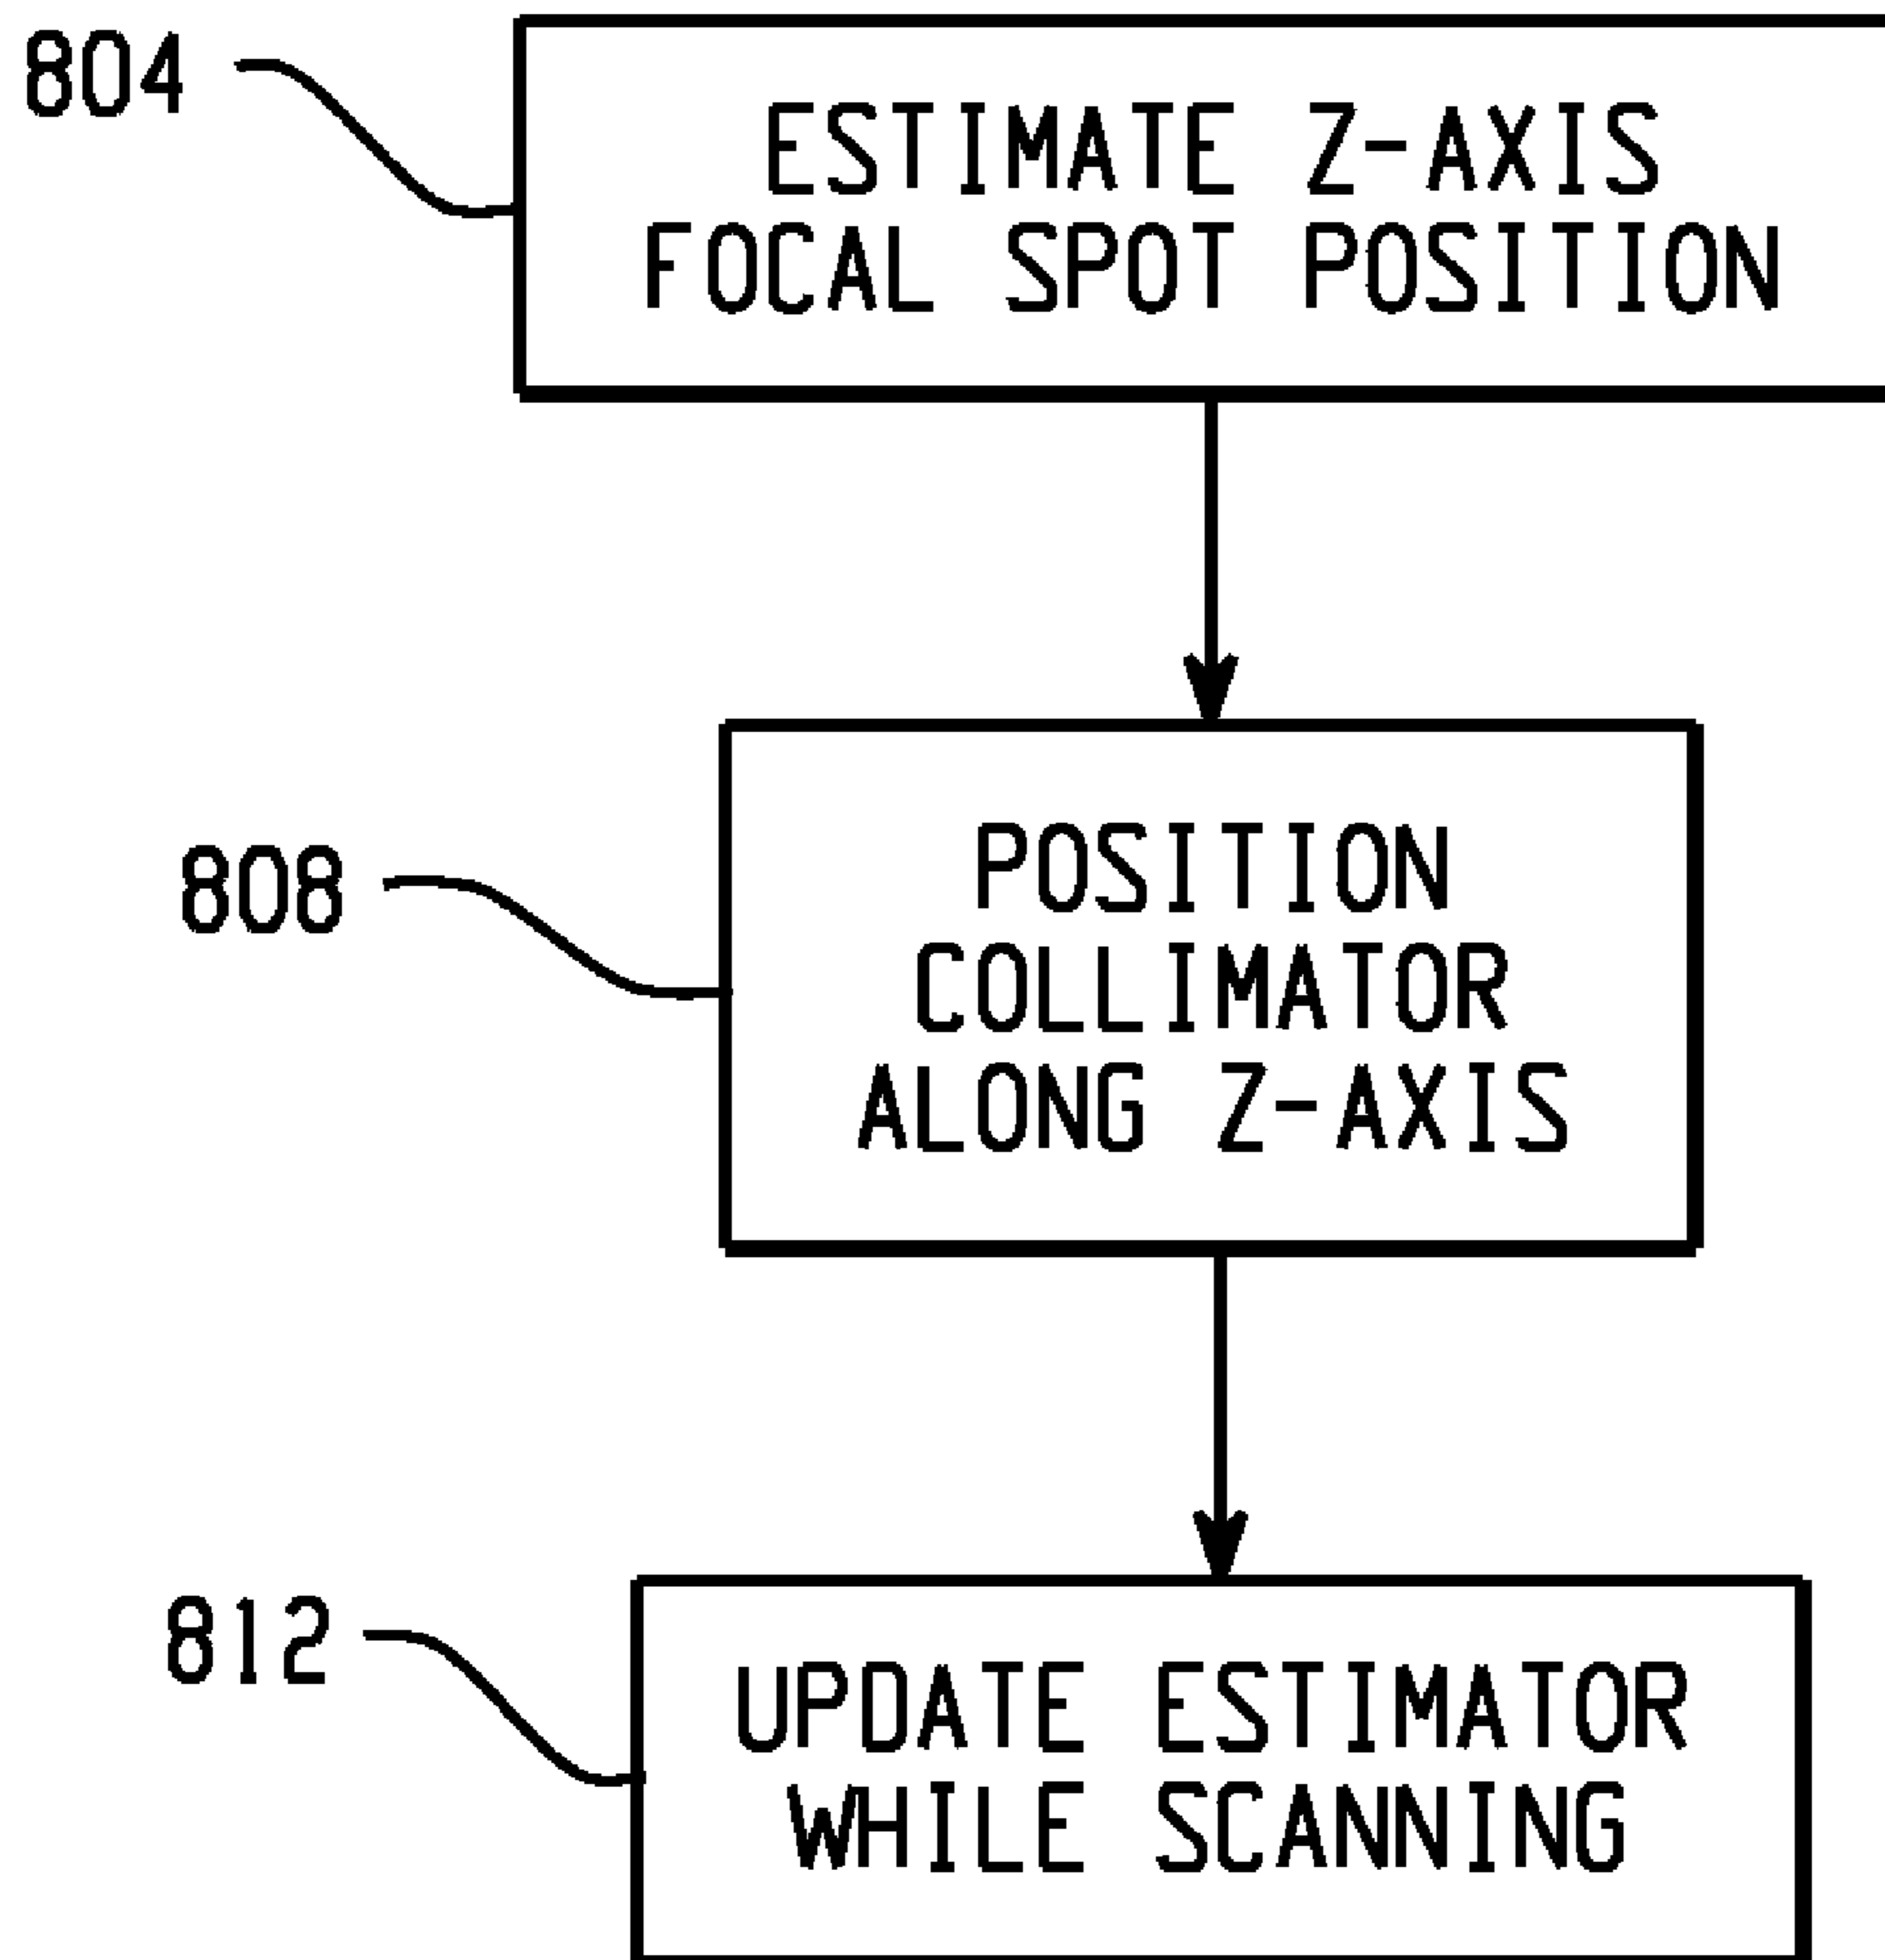 804
ESTIMATE Z-AXIS
FOCAL SPOT POSITION
808
POSITION
COLLIMATOR
ALONG Z-AXIS
812
UPDATE ESTIMATOR
WHILE SCANNING